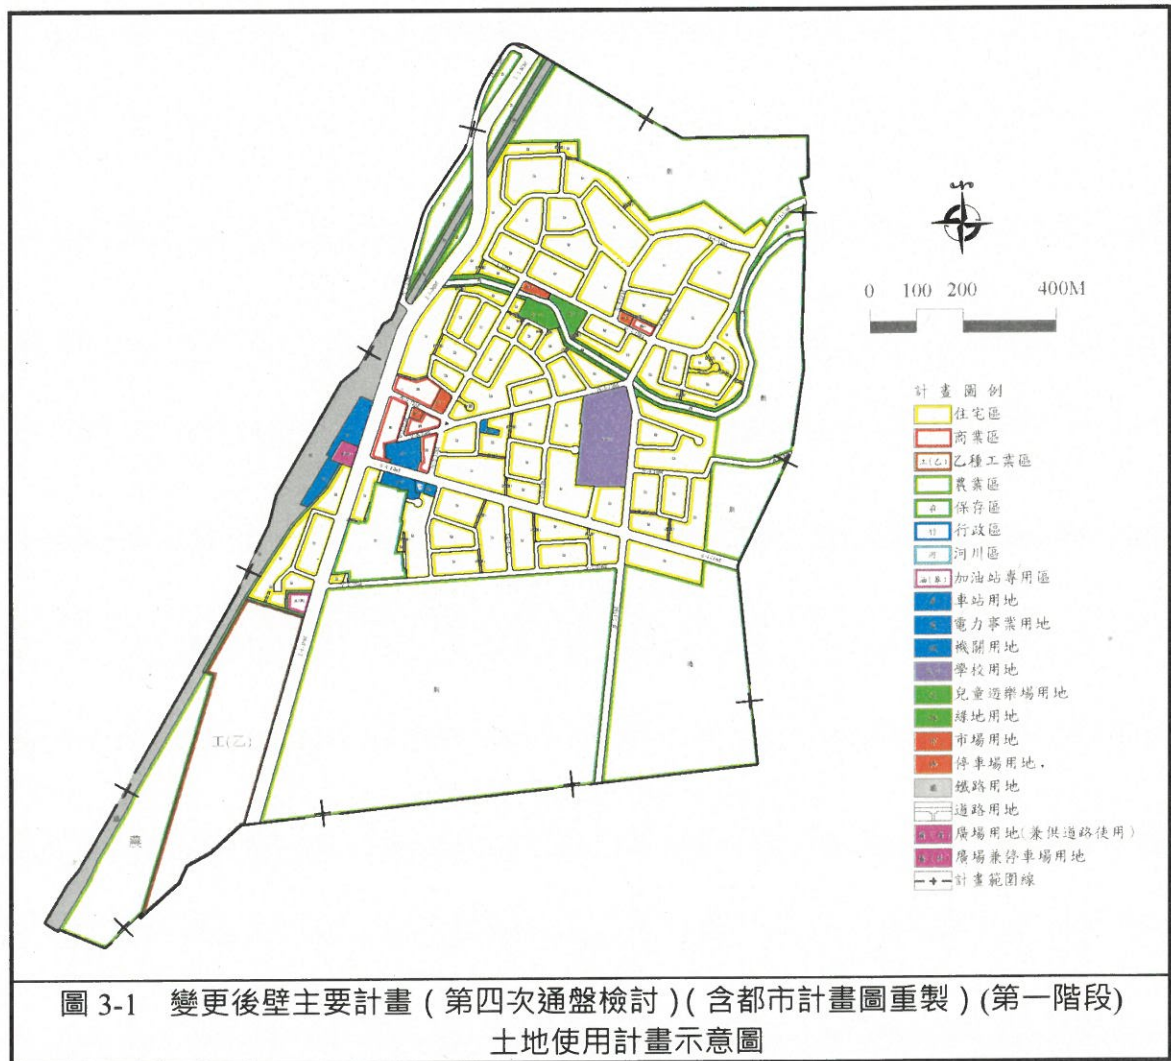 0 100 200 400M
計畫圖例
住宅區
商業區
工(乙) 乙種工業區
農業區
保存區
行政區
河川區
加油站專用區
車站用地
電力事業用地
機關用地
學校用地
兒童遊樂場用地
綠地用地
市場用地
停車場用地
鐵路用地
道路用地
廣場用地(兼供道路使用)
廣場兼停車場用地
計畫範圍線
工(乙)
農
圖 3-1 變更後壁主要計畫（第四次通盤檢討）（含都市計畫圖重製）(第一階段)
土地使用計畫示意圖